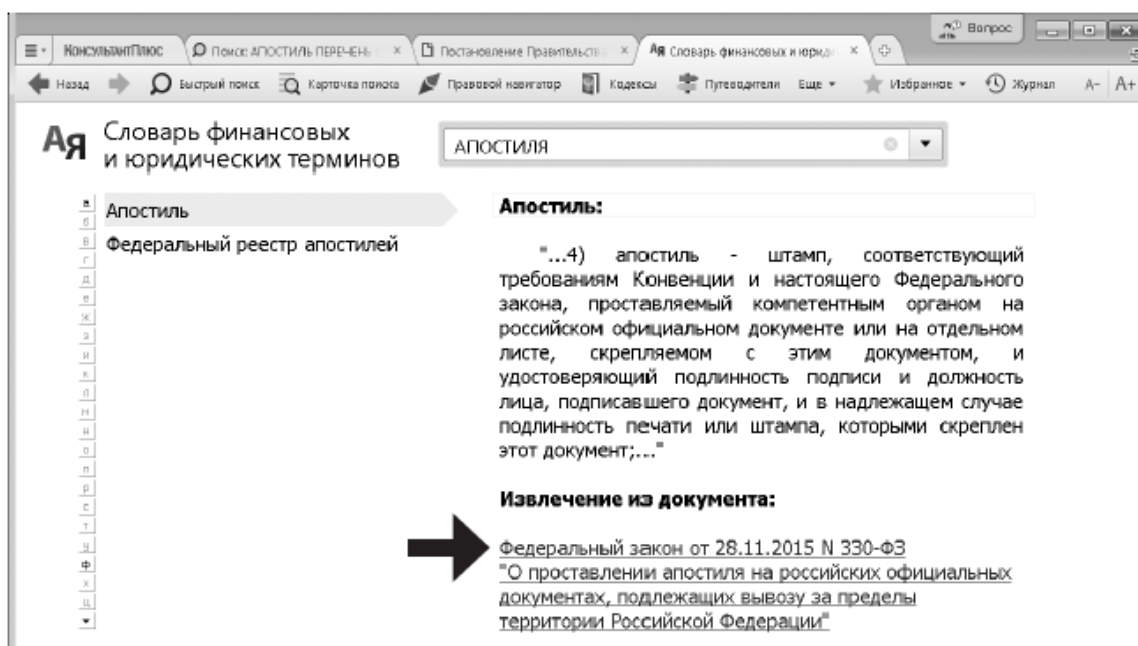 Вопрос
КонсультантПлюс
Поиск: АПОСТИЛЬ ПЕРЕЧЕНЬ
Постановление Правительства
Ая Словарь финансовых и юриди
Назад
Быстрый поиск
Карточка поиска
Правовой навигатор
Кодексы
Путеводители
Еще
Избранное
Журнал
А-
А+
Ая
Словарь финансовых
и юридических терминов
АПОСТИЛЯ
Апостиль
Федеральный реестр апостилей
а
б
в
г
д
е
ж
з
и
к
л
м
н
о
п
р
с
т
у
ф
х
ц
Апостиль:
"...4) апостиль - штамп, соответствующий
требованиям Конвенции и настоящего Федерального
закона, проставляемый компетентным органом на
российском официальном документе или на отдельном
листе, скрепляемом с этим документом, и
удостоверяющий подлинность подписи и должность
лица, подписавшего документ, и в надлежащем случае
подлинность печати или штампа, которыми скреплен
этот документ;..."
Извлечение из документа:
Федеральный закон от 28.11.2015 N 330-ФЗ
"О проставлении апостиля на российских официальных
документах, подлежащих вывозу за пределы
территории Российской Федерации"